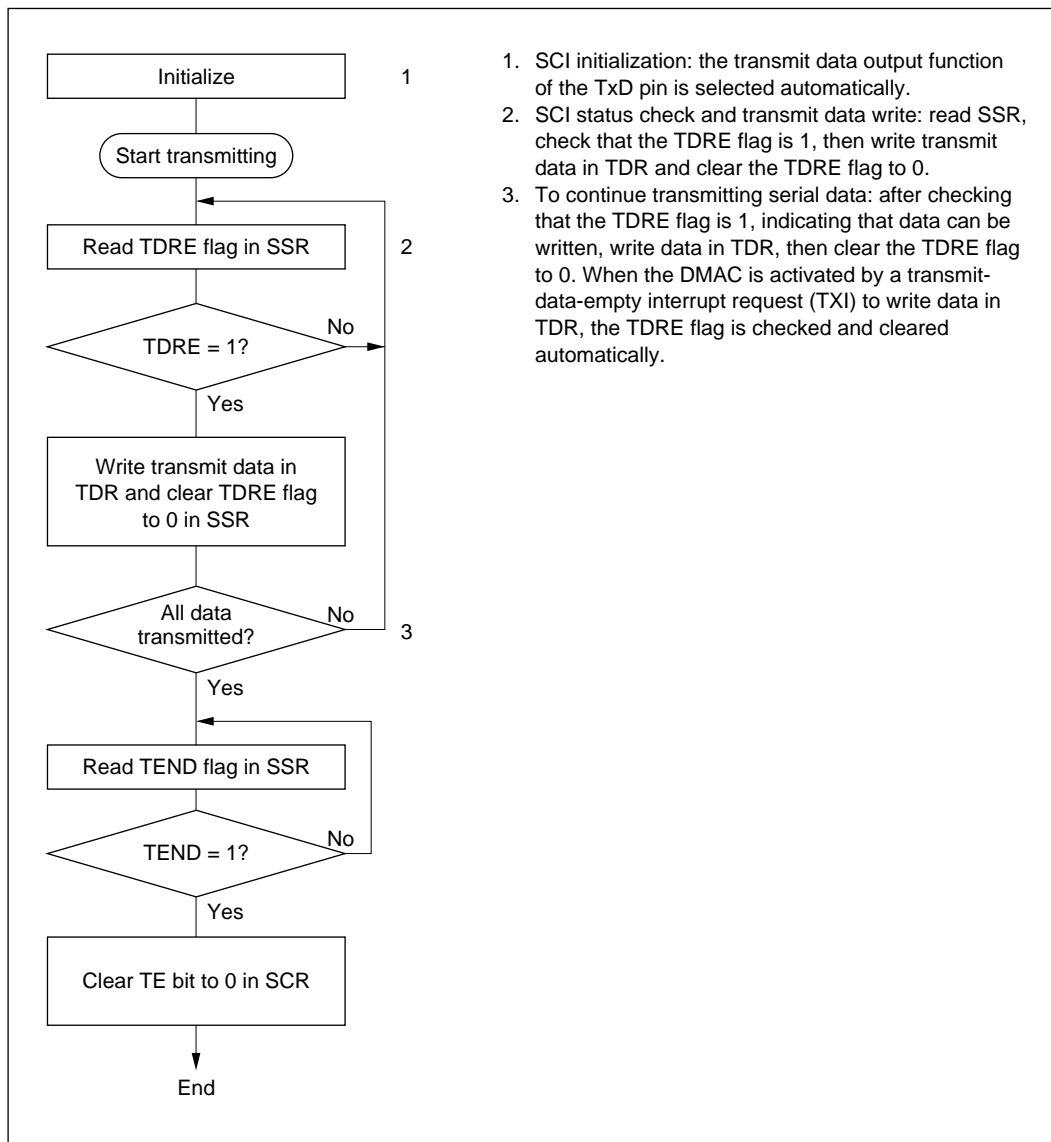 Initialize
1
Start transmitting
Read TDRE flag in SSR
2
No
TDRE = 1?
Yes
Write transmit data in
TDR and clear TDRE flag
to 0 in SSR
All data
transmitted?
No
3
Yes
Read TEND flag in SSR
No
TEND = 1?
Yes
Clear TE bit to 0 in SCR
End
1. SCI initialization: the transmit data output function
of the TxD pin is selected automatically.
2. SCI status check and transmit data write: read SSR,
check that the TDRE flag is 1, then write transmit
data in TDR and clear the TDRE flag to 0.
3. To continue transmitting serial data: after checking
that the TDRE flag is 1, indicating that data can be
written, write data in TDR, then clear the TDRE flag
to 0. When the DMAC is activated by a transmit-
data-empty interrupt request (TXI) to write data in
TDR, the TDRE flag is checked and cleared
automatically.